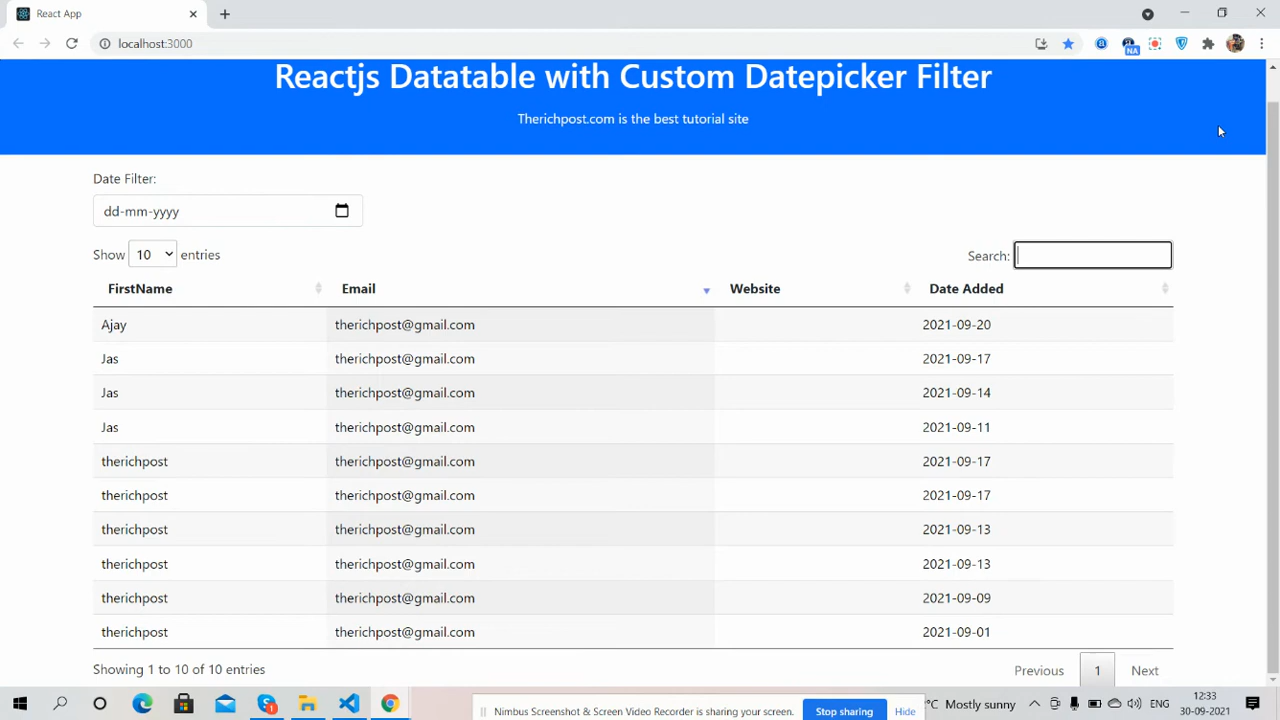 React App
localhost:3000
NA
Reactjs Datatable with Custom Datepicker Filter
Therichpost.com is the best tutorial site
Date Filter:
dd-mm-yyyy
Show 10 entries
Search:
FirstName Email Website Date Added
Ajay therichpost@gmail.com 2021-09-20
Jas therichpost@gmail.com 2021-09-17
Jas therichpost@gmail.com 2021-09-14
Jas therichpost@gmail.com 2021-09-11
therichpost therichpost@gmail.com 2021-09-17
therichpost therichpost@gmail.com 2021-09-17
therichpost therichpost@gmail.com 2021-09-13
therichpost therichpost@gmail.com 2021-09-13
therichpost therichpost@gmail.com 2021-09-09
therichpost therichpost@gmail.com 2021-09-01
Showing 1 to 10 of 10 entries
Previous 1 Next
Nimbus Screenshot & Screen Video Recorder is sharing your screen. Stop sharing Hide
°C Mostly sunny
ENG
12:33
30-09-2021